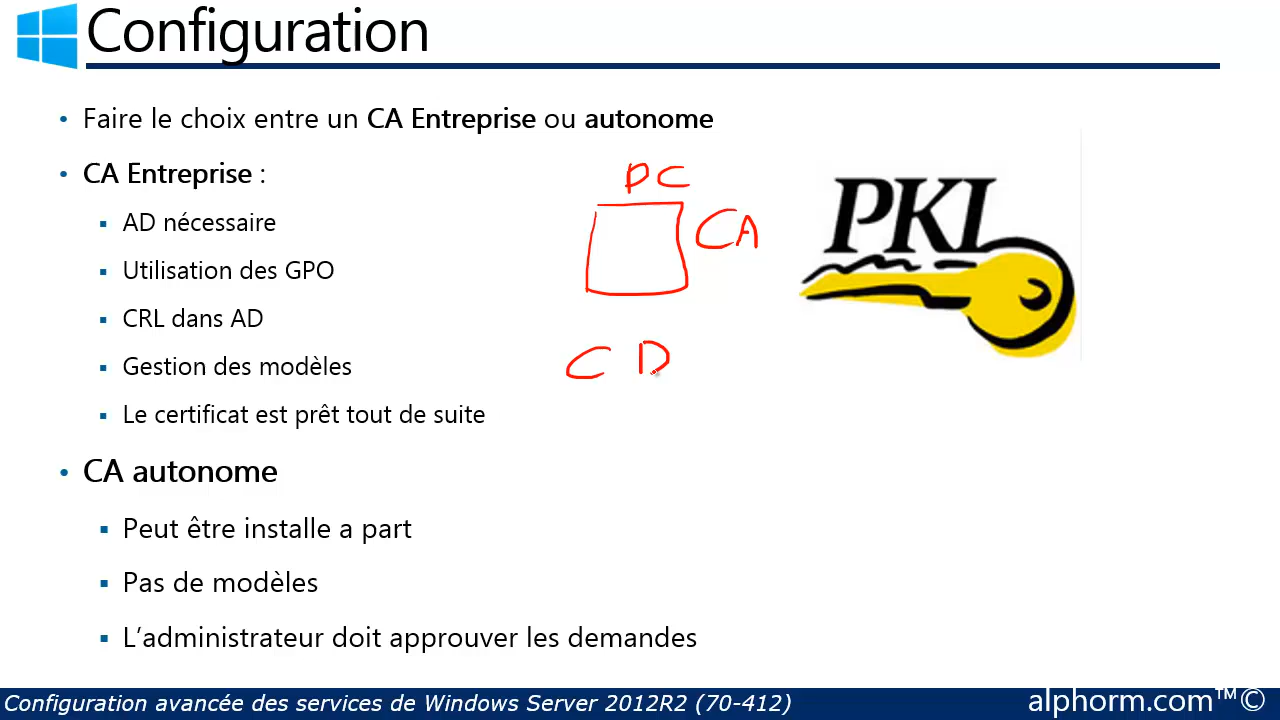 Configuration
Faire le choix entre un CA Entreprise ou autonome
CA Entreprise :
AD nécessaire
Utilisation des GPO
CRL dans AD
Gestion des modèles
Le certificat est prêt tout de suite
DC
CA
C D
PKI
CA autonome
Peut être installe a part
Pas de modèles
L’administrateur doit approuver les demandes
Configuration avancée des services de Windows Server 2012R2 (70-412)
alphorm.com™©